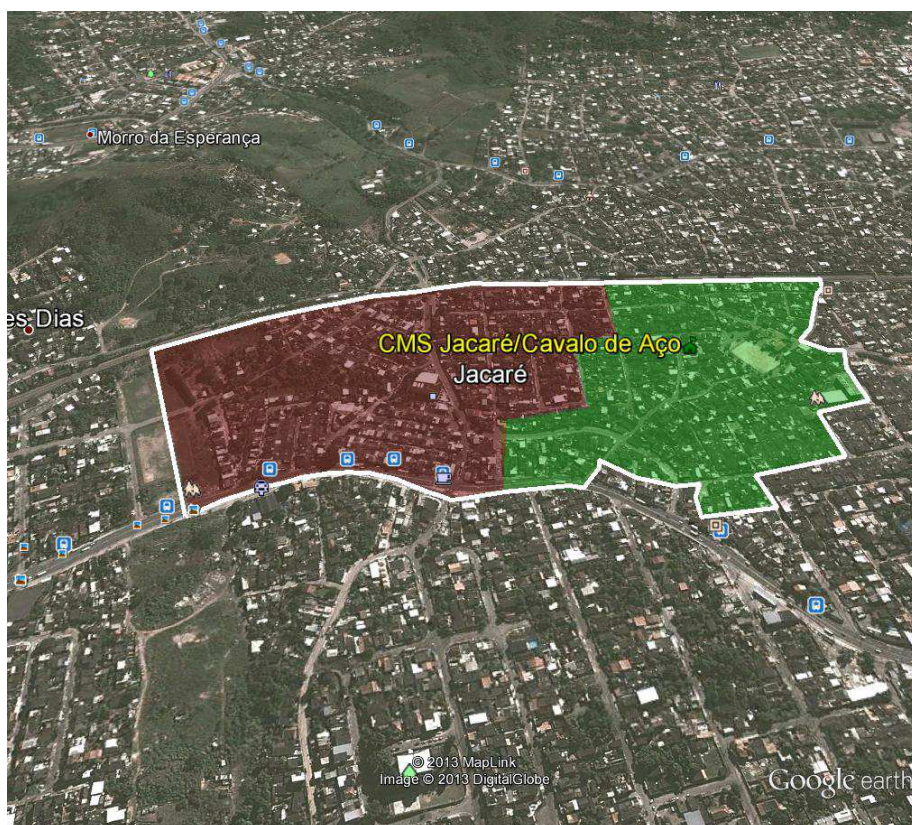 Morro da Esperança
es Dias
CMS Jacaré/Cavalo de Aço
Jacaré
© 2013 MapLink
Image © 2013 DigitalGlobe
Google earth